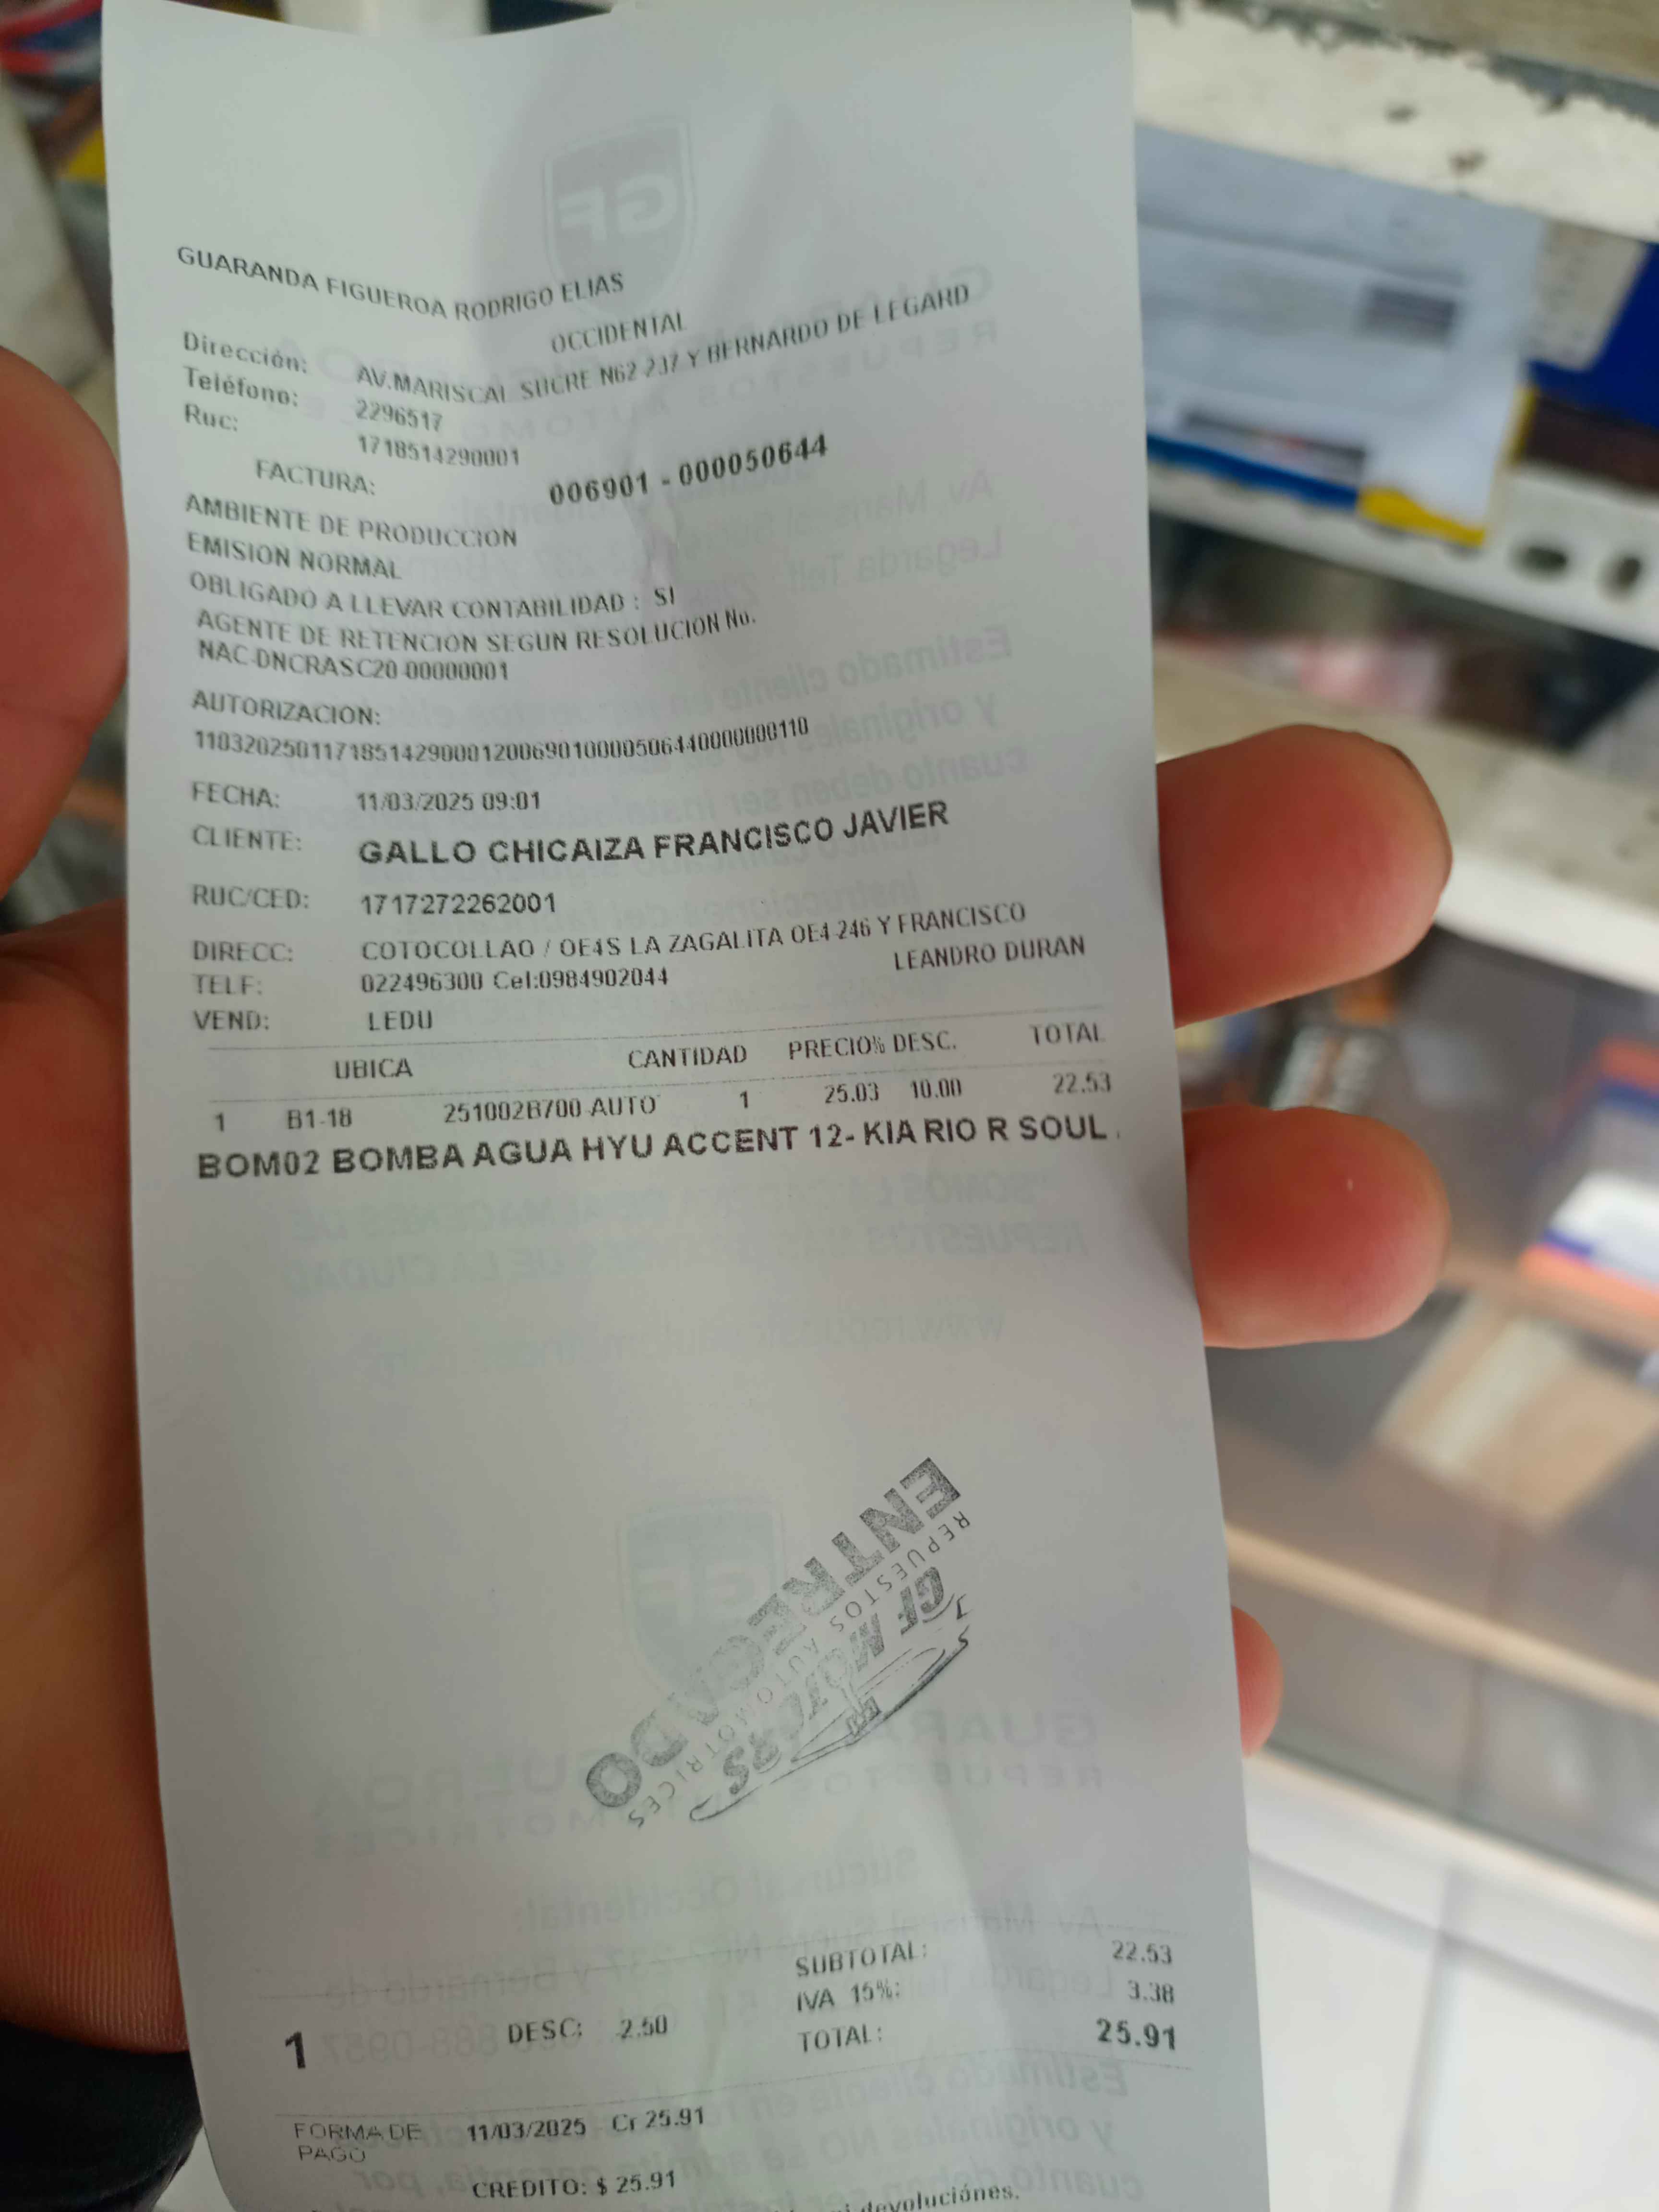 GUARANDA FIGUEROA RODRIGO ELIAS
OCCIDENTAL
Dirección: AV.MARISCAL SUCRE N62-237 Y BERNARDO DE LEGARD
Teléfono: 2296517
Ruc: 1718514290001
FACTURA: 006901 - 000050644
AMBIENTE DE PRODUCCION
EMISION NORMAL
OBLIGADO A LLEVAR CONTABILIDAD : SI
AGENTE DE RETENCION SEGUN RESOLUCION No.
NAC-DNCRASC20-00000001
AUTORIZACION:
1103202501171851429000120069010000506440000000110
FECHA: 11/03/2025 09:01
CLIENTE: GALLO CHICAIZA FRANCISCO JAVIER
RUC/CED: 1717272262001
DIRECC: COTOCOLLAO / OE4S LA ZAGALITA OE4-246 Y FRANCISCO
LEANDRO DURAN
TELF: 022496300 Cel:0984902044
VEND: LEDU
UBICA CANTIDAD PRECIO% DESC. TOTAL
1 B1-18 251002B700-AUTO 1 25.03 10.00 22.53
BOM02 BOMBA AGUA HYU ACCENT 12- KIA RIO R SOUL .
ENTREGADO
REPUESTOS AUTOMOTRICES
GF MOTORS
SUBTOTAL: 22.53
IVA 15%: 3.38
1 DESC: 2.50 TOTAL: 25.91
FORMA DE PAGO 11/03/2025 Cr 25.91
CREDITO: $ 25.91
devoluciónes.